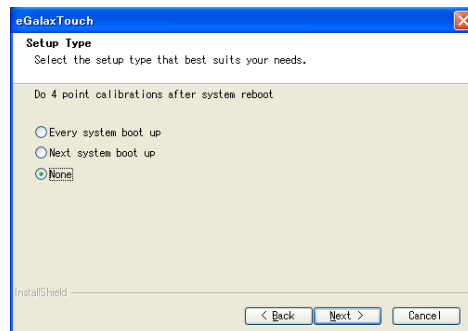 eGalaxTouch
Setup Type
Select the setup type that best suits your needs.
Do 4 point calibrations after system reboot
Every system boot up
Next system boot up
None
InstallShield
< Back
Next >
Cancel